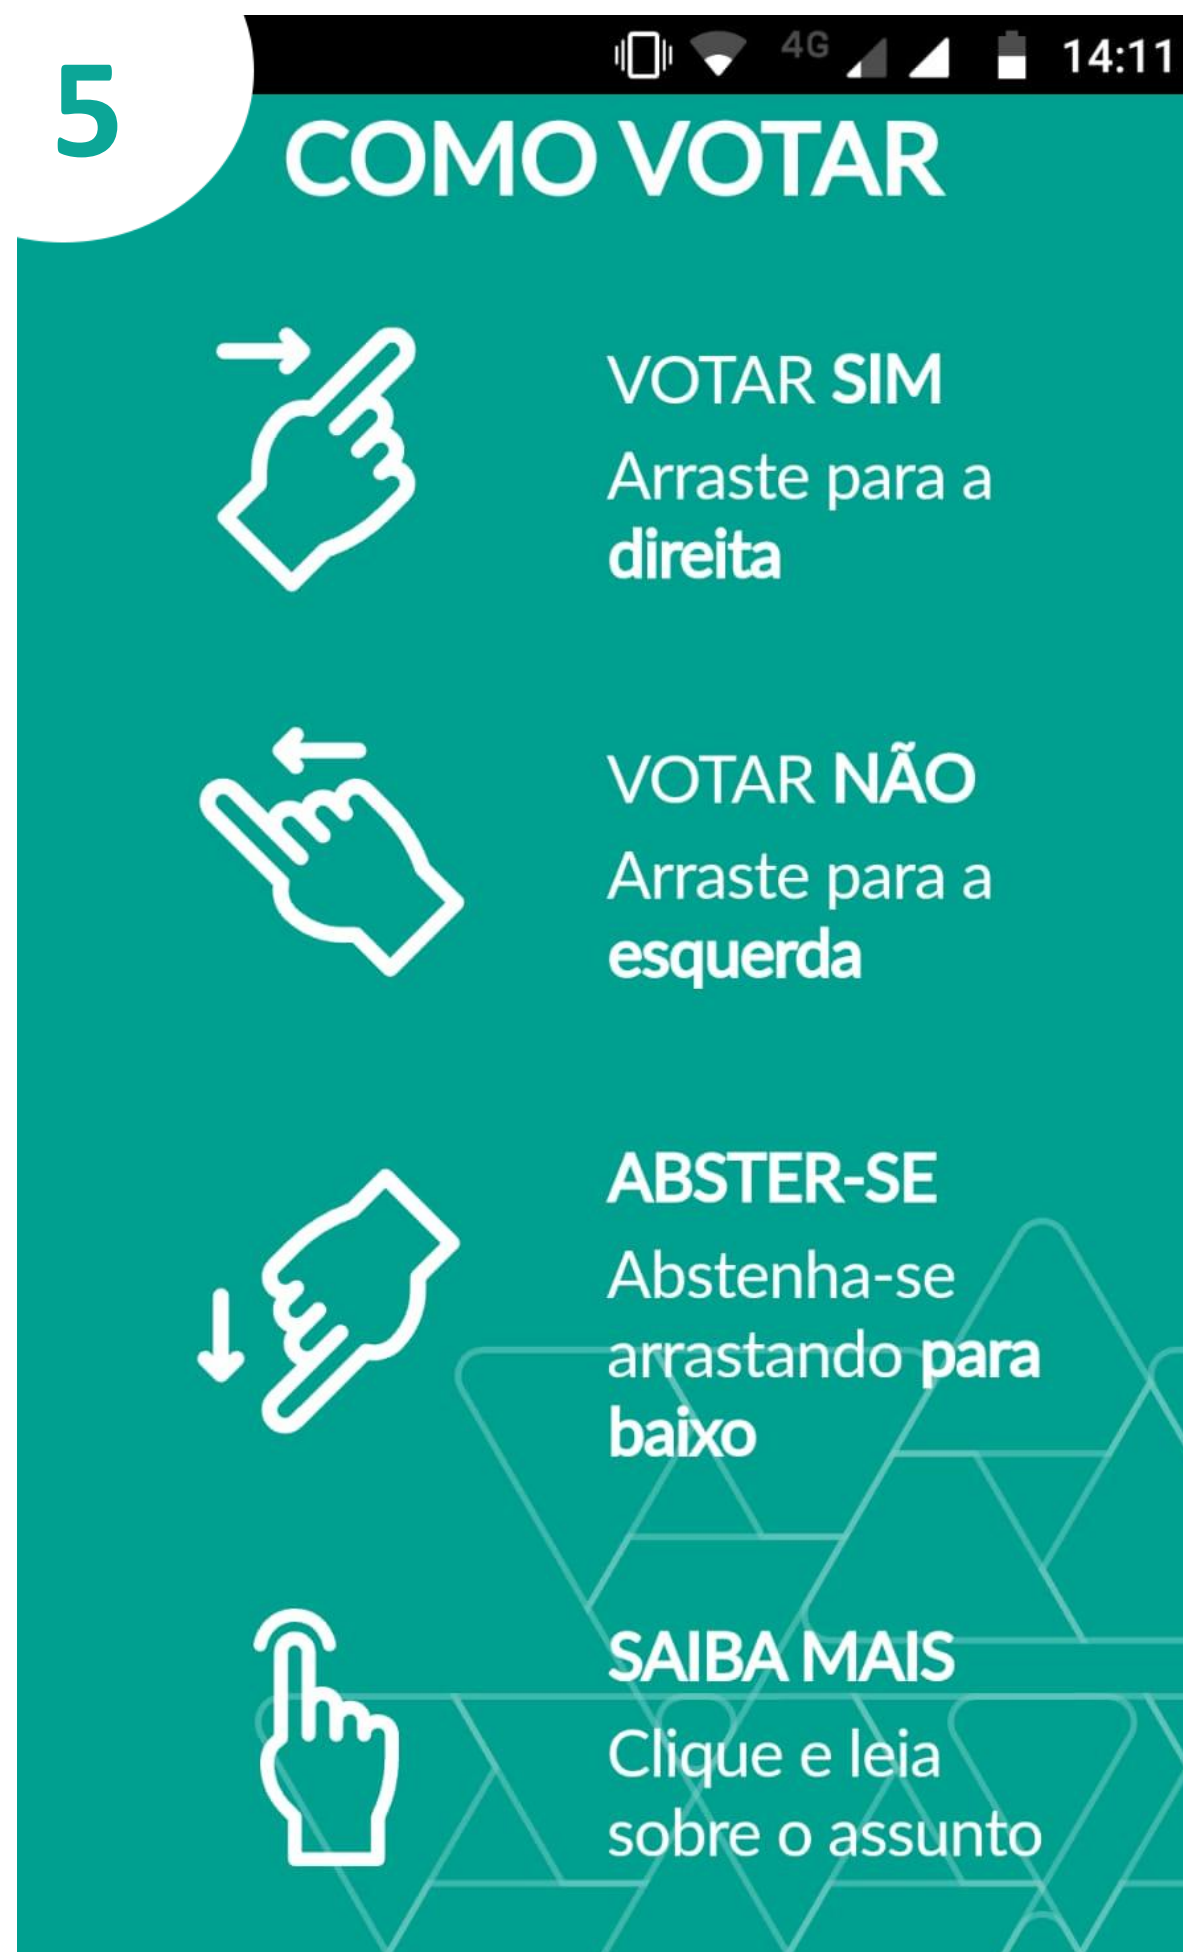 5
4G 14:11
COMO VOTAR
VOTAR SIM
Arraste para a
direita
VOTAR NÃO
Arraste para a
esquerda
ABSTER-SE
Abstenha-se
arrastando para
baixo
SAIBA MAIS
Clique e leia
sobre o assunto